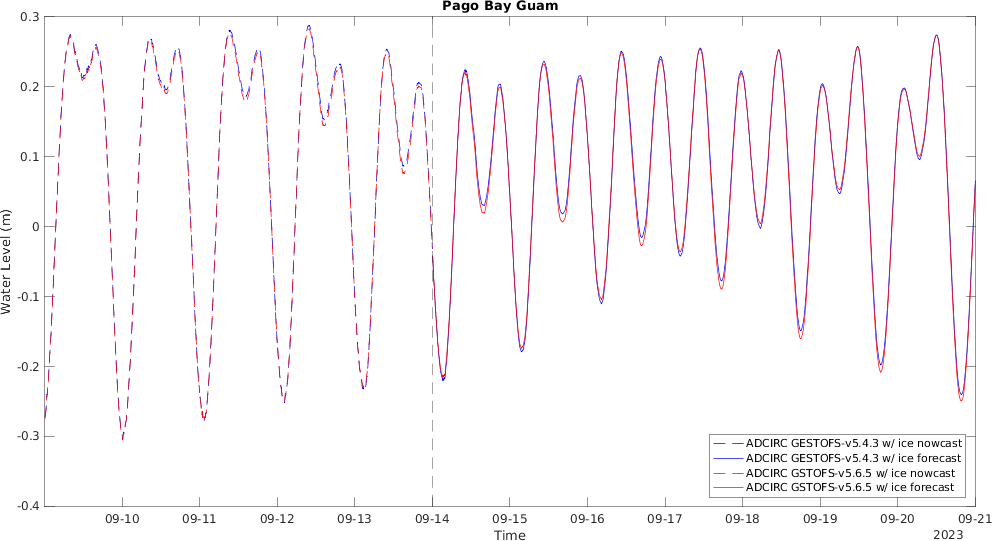 Pago Bay Guam
Water Level (m)
0.3
0.2
0.1
0
-0.1
-0.2
-0.3
-0.4
ADCIRC GESTOFS-v5.4.3 w/ ice nowcast
ADCIRC GESTOFS-v5.4.3 w/ ice forecast
ADCIRC GSTOFS-v5.6.5 w/ ice nowcast
ADCIRC GSTOFS-v5.6.5 w/ ice forecast
09-10 09-11 09-12 09-13 09-14 09-15 09-16 09-17 09-18 09-19 09-20 09-21
Time
2023